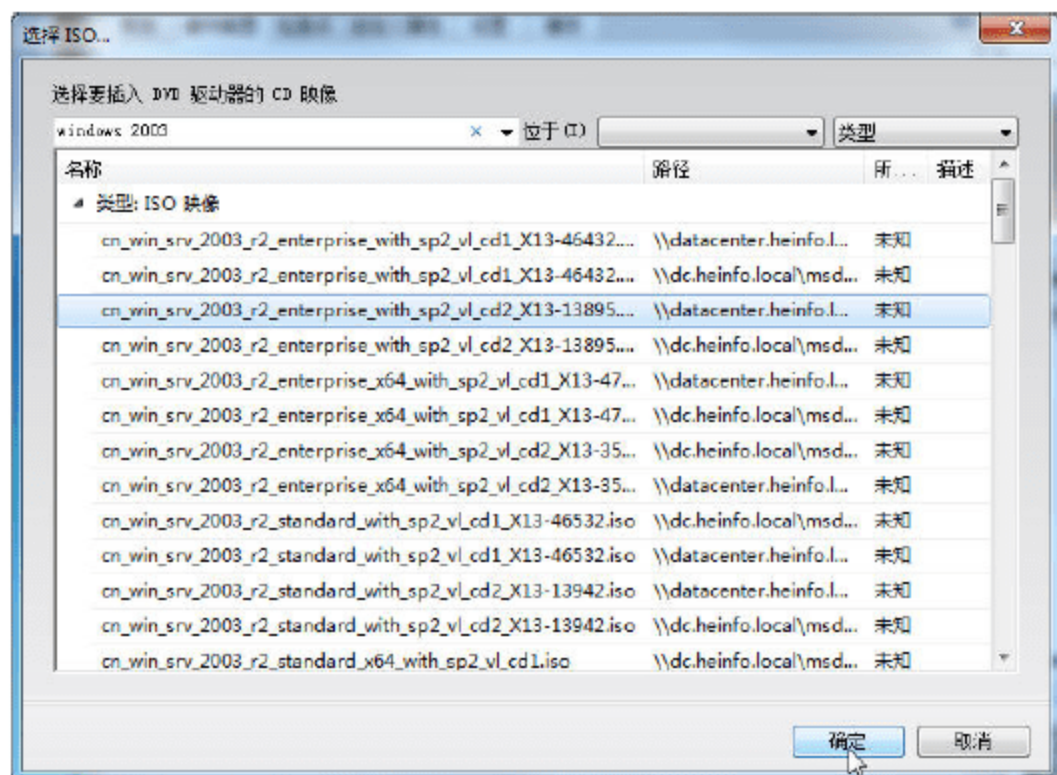 选择 ISO...
选择要插入 DVD 驱动器的 CD 映像
windows 2003 位于(I) 类型
名称 路径 所... 描述
类型: ISO 映像
cn_win_srv_2003_r2_enterprise_with_sp2_vl_cd1_X13-46432.... \\datacenter.heinfo.l... 未知
cn_win_srv_2003_r2_enterprise_with_sp2_vl_cd1_X13-46432.... \\dc.heinfo.local\msd... 未知
cn_win_srv_2003_r2_enterprise_with_sp2_vl_cd2_X13-13895.... \\datacenter.heinfo.l... 未知
cn_win_srv_2003_r2_enterprise_with_sp2_vl_cd2_X13-13895.... \\dc.heinfo.local\msd... 未知
cn_win_srv_2003_r2_enterprise_x64_with_sp2_vl_cd1_X13-47... \\datacenter.heinfo.l... 未知
cn_win_srv_2003_r2_enterprise_x64_with_sp2_vl_cd1_X13-47... \\dc.heinfo.local\msd... 未知
cn_win_srv_2003_r2_enterprise_x64_with_sp2_vl_cd2_X13-35... \\dc.heinfo.local\msd... 未知
cn_win_srv_2003_r2_enterprise_x64_with_sp2_vl_cd2_X13-35... \\datacenter.heinfo.l... 未知
cn_win_srv_2003_r2_standard_with_sp2_vl_cd1_X13-46532.iso \\dc.heinfo.local\msd... 未知
cn_win_srv_2003_r2_standard_with_sp2_vl_cd1_X13-46532.iso \\datacenter.heinfo.l... 未知
cn_win_srv_2003_r2_standard_with_sp2_vl_cd2_X13-13942.iso \\datacenter.heinfo.l... 未知
cn_win_srv_2003_r2_standard_with_sp2_vl_cd2_X13-13942.iso \\dc.heinfo.local\msd... 未知
cn_win_srv_2003_r2_standard_x64_with_sp2_vl_cd1.iso \\dc.heinfo.local\msd... 未知
确定 取消